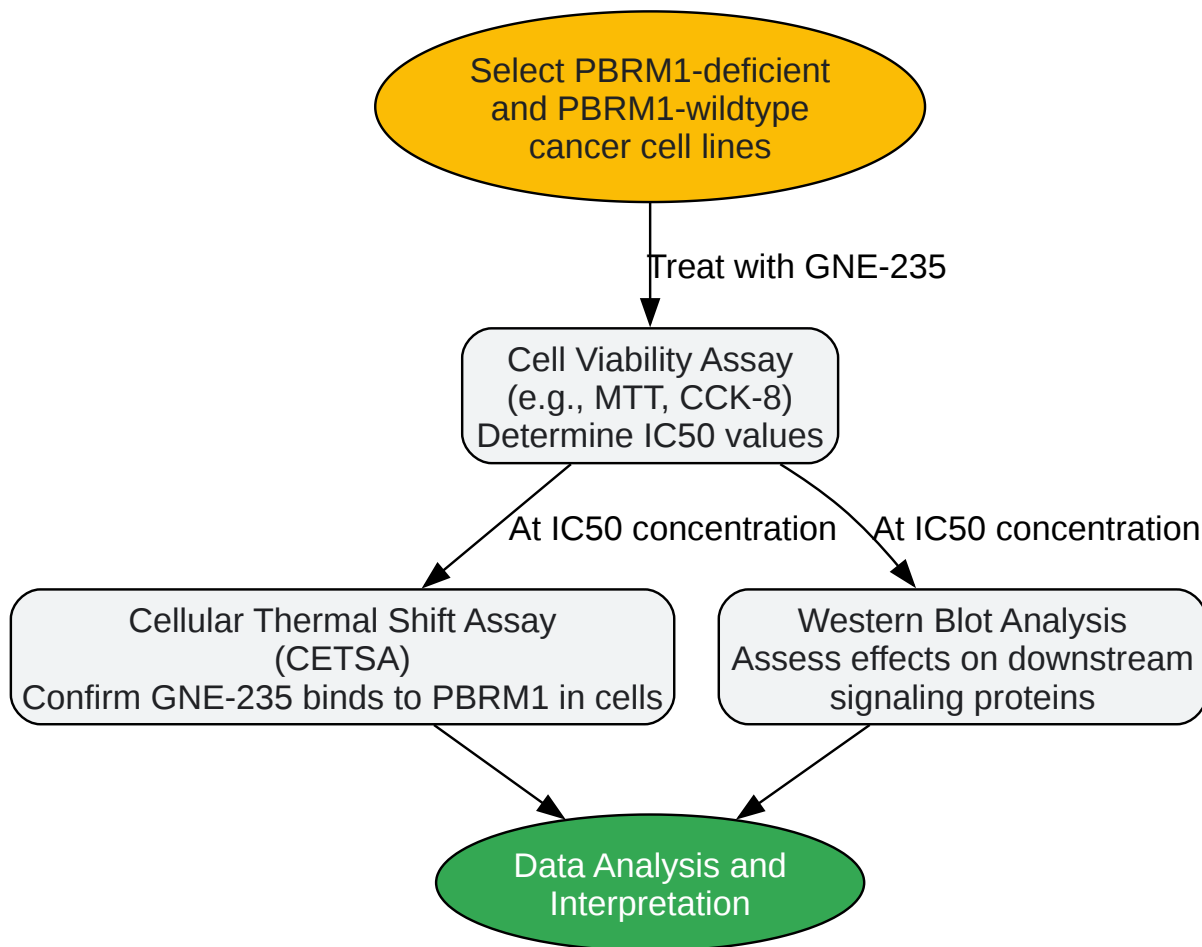 Select PBRM1-deficient
and PBRM1-wildtype
cancer cell lines
Treat with GNE-235
Cell Viability Assay
(e.g., MTT, CCK-8)
Determine IC50 values
At IC50 concentration
At IC50 concentration
Cellular Thermal Shift Assay
(CETSA)
Confirm GNE-235 binds to PBRM1 in cells
Western Blot Analysis
Assess effects on downstream
signaling proteins
Data Analysis and
Interpretation